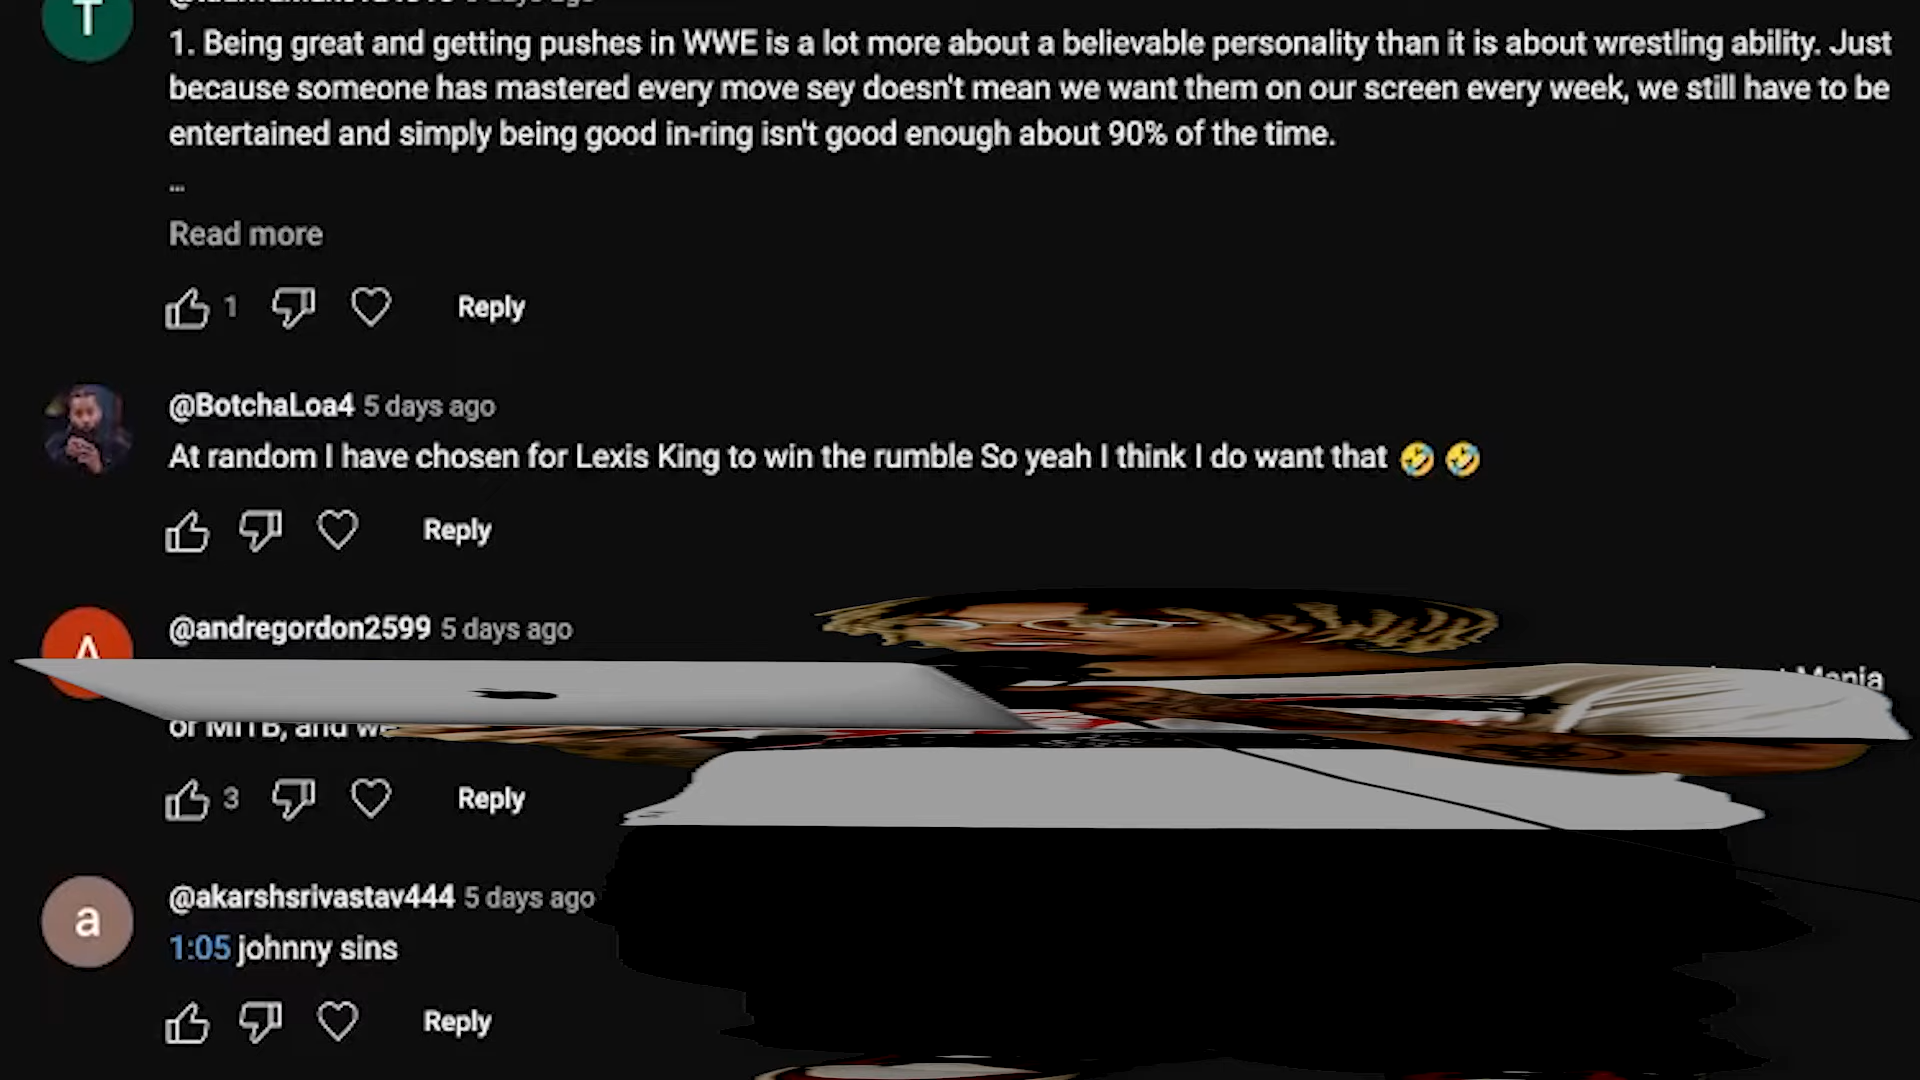 T
5 days ago
1. Being great and getting pushes in WWE is a lot more about a believable personality than it is about wrestling ability. Just
because someone has mastered every move sey doesn't mean we want them on our screen every week, we still have to be
entertained and simply being good in-ring isn't good enough about 90% of the time.
...
Read more
1 Reply
@BotchaLoa4 5 days ago
At random I have chosen for Lexis King to win the rumble So yeah I think I do want that 🤣 🤣
Reply
A
@andregordon2599 5 days ago
Mania
or MITB, and we
3 Reply
a
@akarshsrivastav444 5 days ago
1:05 johnny sins
Reply